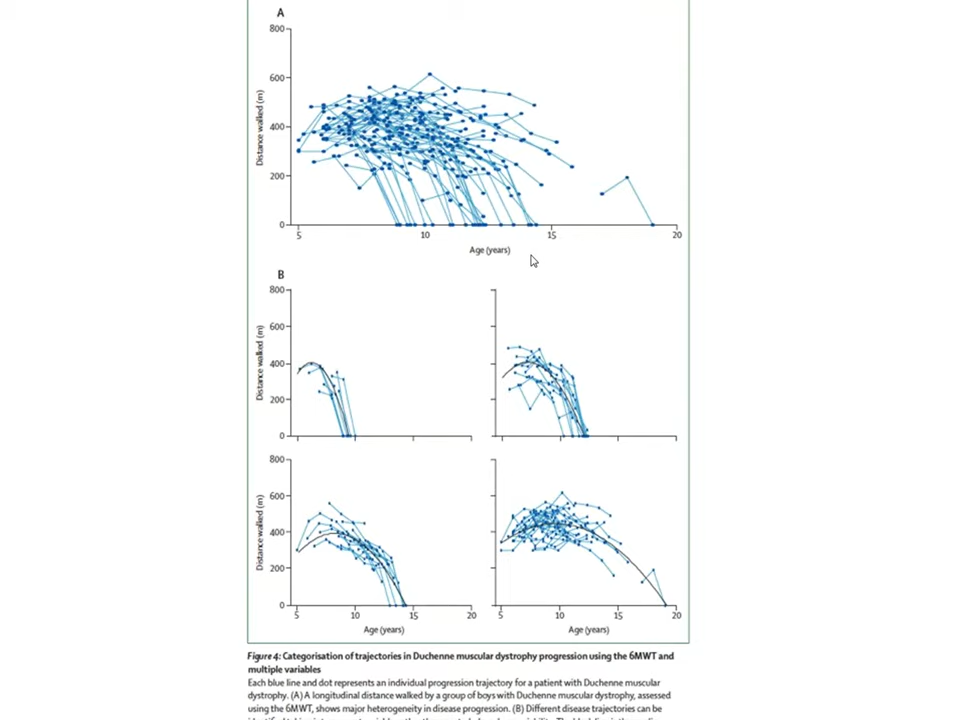 A
800
600
400
200
0
Distance walked (m)
5
10
15
20
Age (years)
B
800
600
400
200
0
Distance walked (m)
800
600
400
200
0
Distance walked (m)
5
10
15
20
Age (years)
5
10
15
20
Age (years)
Figure 4: Categorisation of trajectories in Duchenne muscular dystrophy progression using the 6MWT and
multiple variables
Each blue line and dot represents an individual progression trajectory for a patient with Duchenne muscular
dystrophy. (A) A longitudinal distance walked by a group of boys with Duchenne muscular dystrophy, assessed
using the 6MWT, shows major heterogeneity in disease progression. (B) Different disease trajectories can be